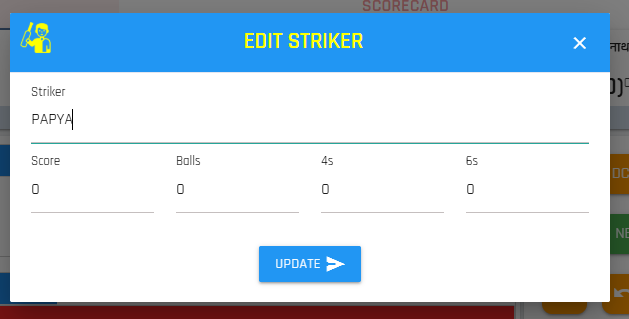 SCORECARD
EDIT STRIKER
Striker
PAPYA
Score Balls 4s 6s
0 0 0 0
UPDATE